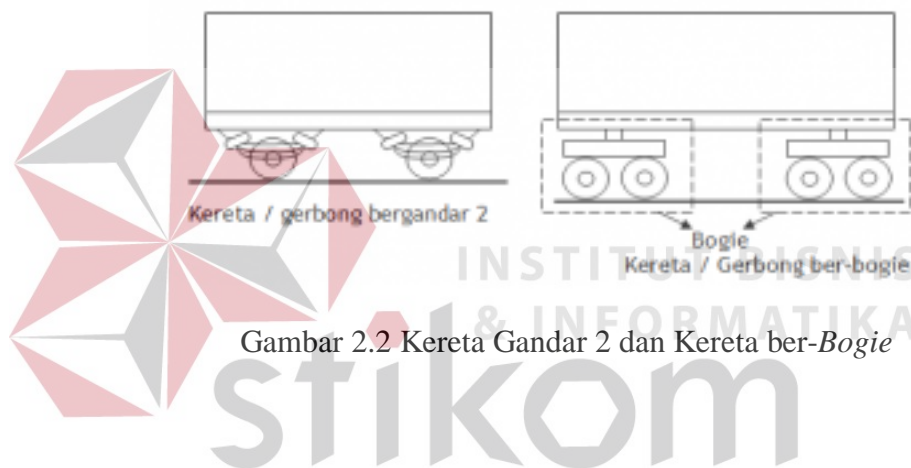 Kereta / gerbong bergandar 2
Bogie
Kereta / Gerbong ber-bogie
INSTITUT BISNIS
& INFORMATIKA
Gambar 2.2 Kereta Gandar 2 dan Kereta ber-Bogie
stikom